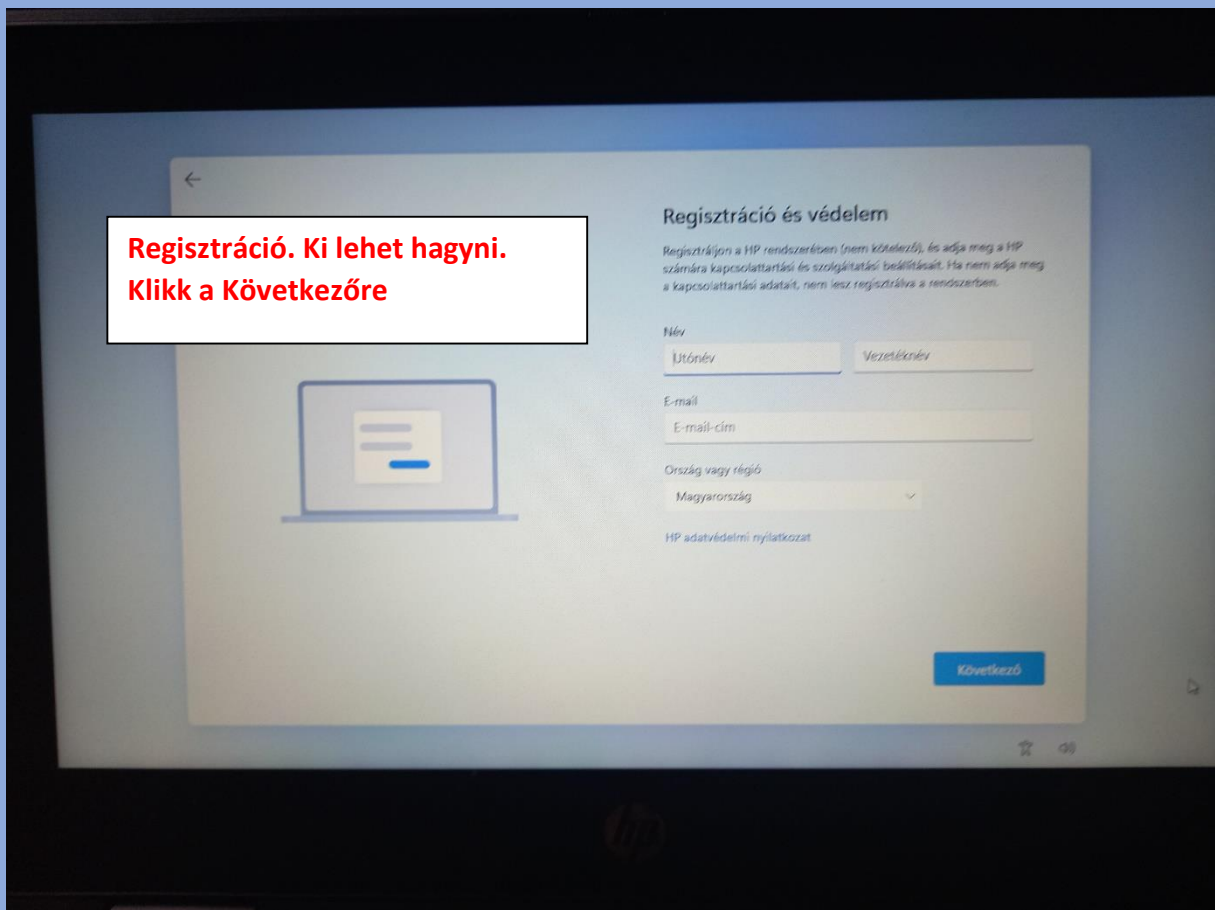 Regisztráció. Ki lehet hagyni.
Klikk a Következőre
Regisztráció és védelem
Regisztráljon a HP rendszerében (nem kötelező), és adja meg a HP
számára kapcsolattartási és szolgáltatási beállításait. Ha nem adja meg
a kapcsolattartási adatait, nem lesz regisztrálva a rendszerben.
Név
Utónév Vezetéknév
E-mail
E-mail-cím
Ország vagy régió
Magyarország
HP adatvédelmi nyilatkozat
Következő
hp